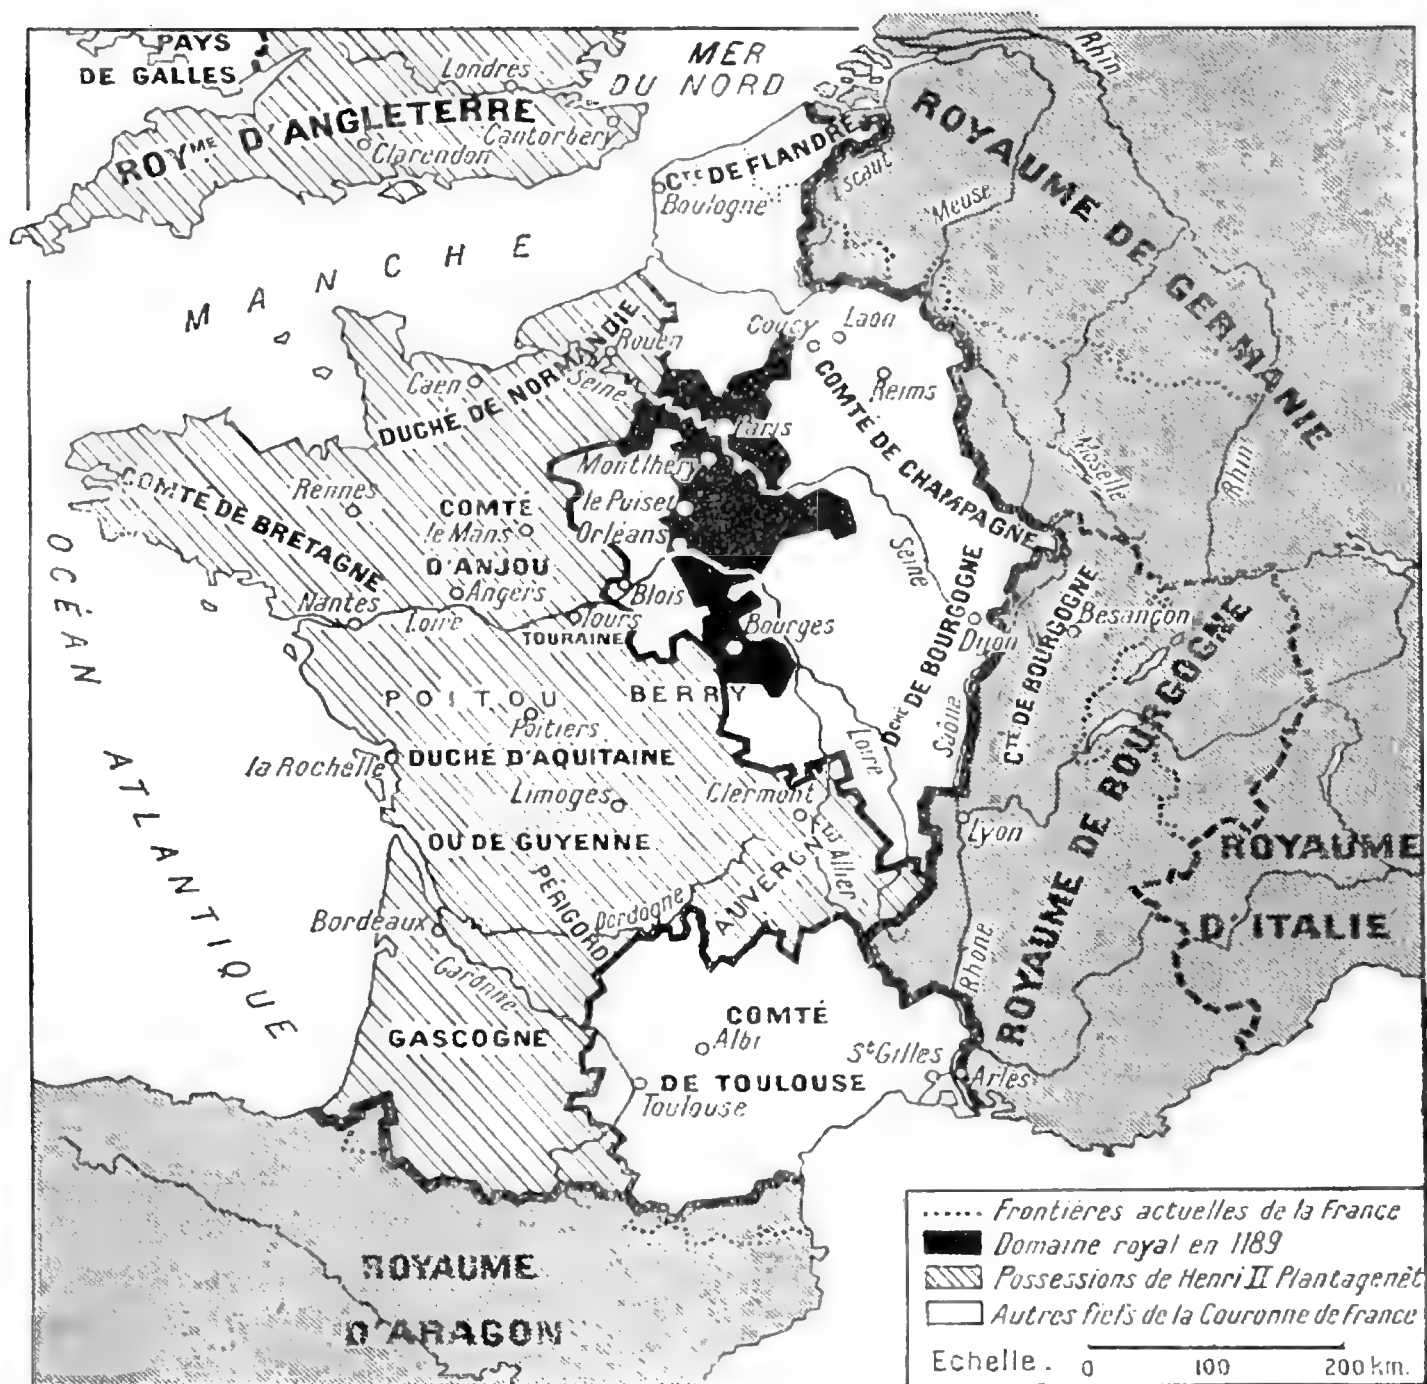 PAYS
DE GALLES
Londres
ROYME D'ANGLETERRE
Cantorbéry
Clarendon
MER
DU NORD
Rhin
ROYAUME DE GERMANIE
CTÉ DE FLANDRE
Escaut
Boulogne
Meuse
MANCHE
Coucy
Laon
Reims
Rouen
Seine
Caen
DUCHÉ DE NORMANDIE
COMTÉ DE CHAMPAGNE
Paris
Montlhéry
le Puiset
Orléans
Moselle
Rhin
COMTÉ DE BRETAGNE
Rennes
COMTÉ
le Mans
D'ANJOU
Angers
Nantes
Loire
Blois
Tours
TOURAINE
Bourges
Seine
DCHÉ DE BOURGOGNE
Dijon
CTÉ DE BOURGOGNE
Besançon
OCÉAN ATLANTIQUE
POITOU
Poitiers
BERRY
DUCHÉ D'AQUITAINE
la Rochelle
Limoges
Clermont
Loire
Saône
OU DE GUYENNE
Lyon
ROYAUME DE BOURGOGNE
ROYAUME
D'ITALIE
Allier
AUVERGNE
PÉRIGORD
Dordogne
Bordeaux
Garonne
Rhone
GASCOGNE
COMTÉ
Albi
DE TOULOUSE
Toulouse
St Gilles
Arles
ROYAUME
D'ARAGON
Frontières actuelles de la France
Domaine royal en 1189
Possessions de Henri II Plantagenêt
Autres fiefs de la Couronne de France
Echelle. 0 100 200 km.